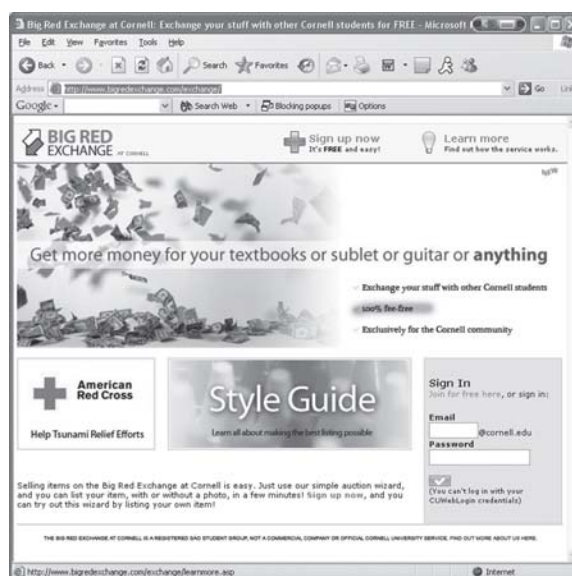 Big Red Exchange at Cornell: Exchange your stuff with other Cornell students for FREE - Microsoft
File Edit View Favorites Tools Help
Back Search Favorites
Address http://www.bigredexchange.com/exchange/ Go
Google Search Web Blocking popups Options
BIG RED
EXCHANGE AT CORNELL
Sign up now
It's FREE and easy!
Learn more
Find out how the service works.
NEW
Get more money for your textbooks or sublet or guitar or anything
Exchange your stuff with other Cornell students
100% fee-free
Exclusively for the Cornell community
American
Red Cross
Help Tsunami Relief Efforts
Style Guide
Learn all about making the best listing possible
Sign In
Join for free here, or sign in:
Email
@cornell.edu
Password
(You can't log in with your
CUWebLogin credentials)
Selling items on the Big Red Exchange at Cornell is easy. Just use our simple auction wizard,
and you can list your item, with or without a photo, in a few minutes! Sign up now, and you
can try out this wizard by listing your own item!
THE BIG RED EXCHANGE AT CORNELL IS A REGISTERED SAO STUDENT GROUP, NOT A COMMERCIAL COMPANY OR OFFICIAL CORNELL UNIVERSITY SERVICE. FIND OUT MORE ABOUT US HERE.
http://www.bigredexchange.com/exchange/learnmore.asp Internet